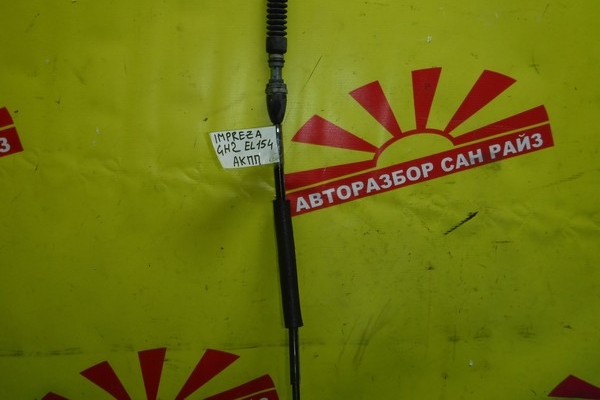 IMPREZA
GH2 EL154
АКПП
АВТОРАЗБОР САН РАЙЗ
З